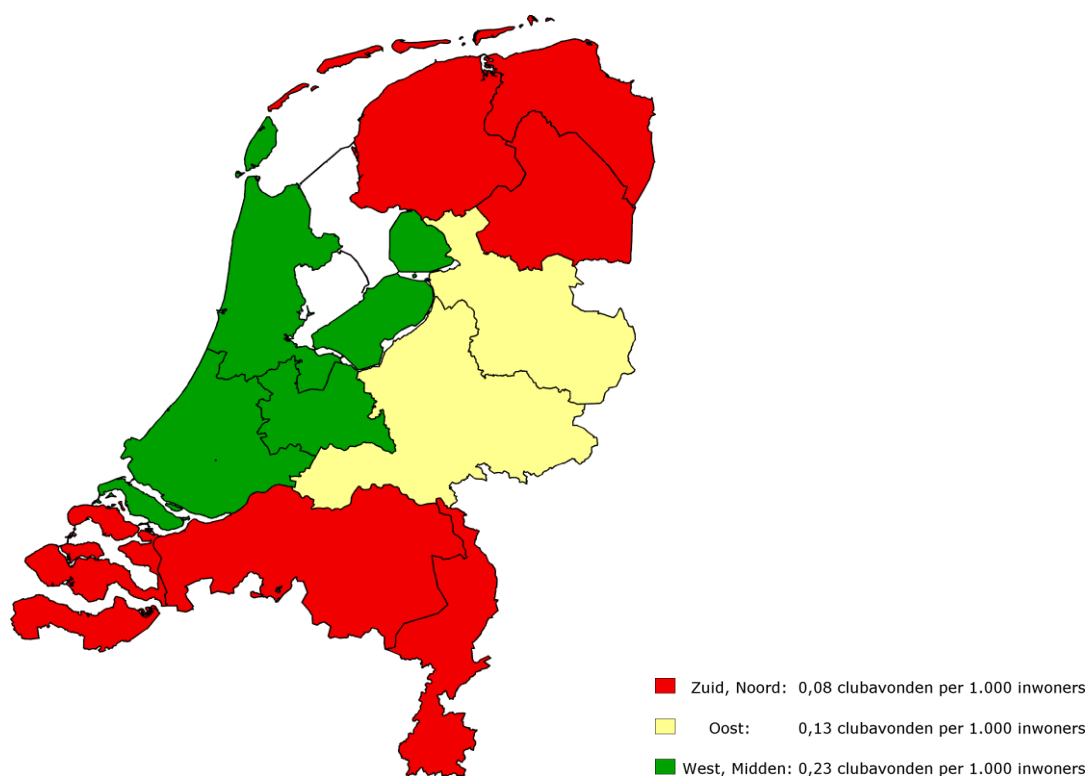 Zuid, Noord: 0,08 clubavonden per 1.000 inwoners
Oost: 0,13 clubavonden per 1.000 inwoners
West, Midden: 0,23 clubavonden per 1.000 inwoners